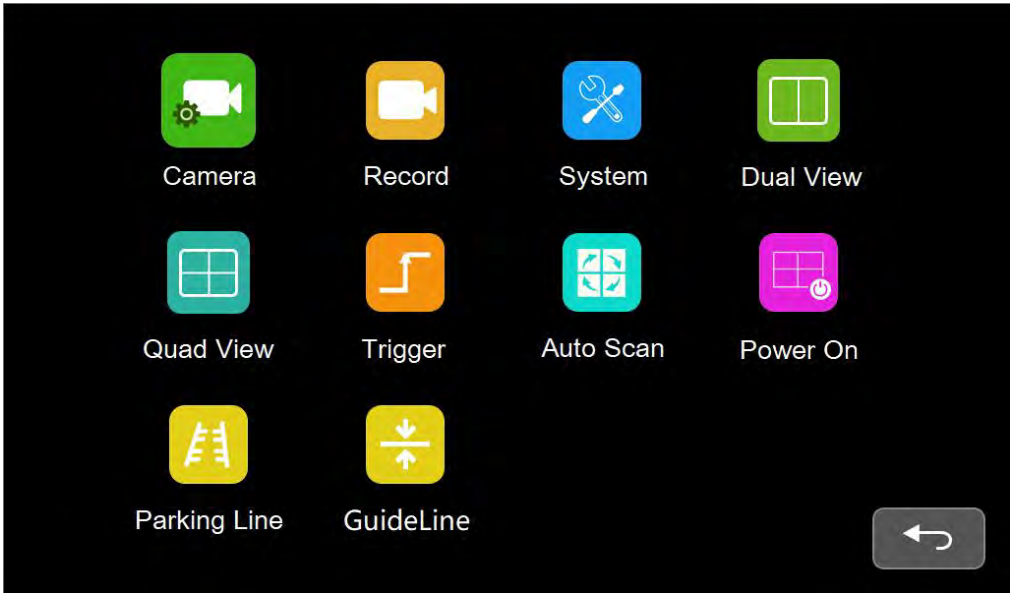 Camera Record System Dual View
Quad View Trigger Auto Scan Power On
Parking Line GuideLine